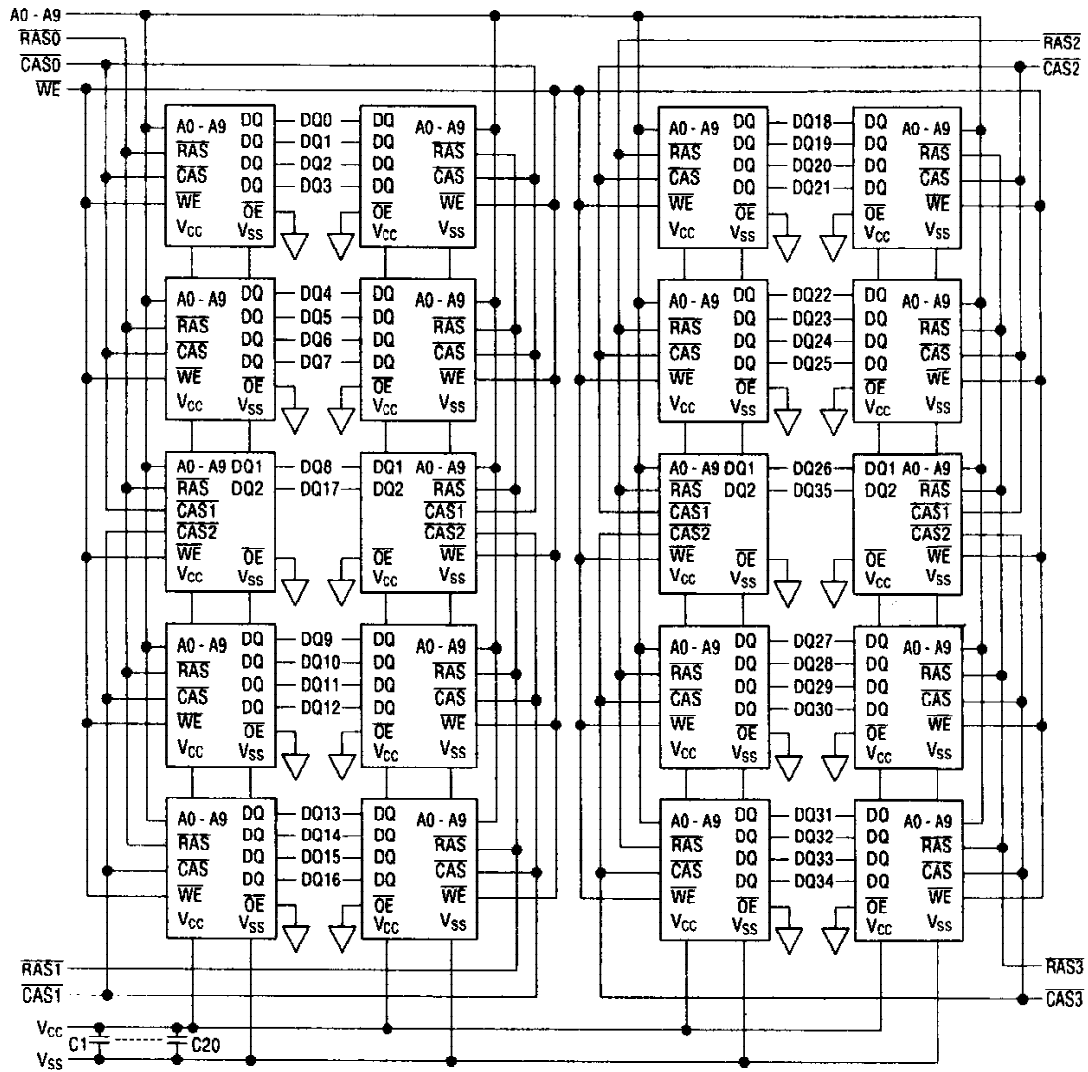 A0 - A9
RAS0
CAS0
WE
RAS2
CAS2
A0 - A9 DQ DQ0 DQ A0 - A9 A0 - A9 DQ DQ18 DQ A0 - A9
RAS DQ DQ1 DQ RAS RAS DQ DQ19 DQ RAS
CAS DQ DQ2 DQ CAS CAS DQ DQ20 DQ CAS
DQ DQ3 DQ DQ DQ21 DQ
WE OE OE WE WE OE OE WE
VCC VSS VCC VSS VCC VSS VCC VSS
A0 - A9 DQ DQ4 DQ A0 - A9 A0 - A9 DQ DQ22 DQ A0 - A9
RAS DQ DQ5 DQ RAS RAS DQ DQ23 DQ RAS
CAS DQ DQ6 DQ CAS CAS DQ DQ24 DQ CAS
DQ DQ7 DQ DQ DQ25 DQ
WE OE OE WE WE OE OE WE
VCC VSS VCC VSS VCC VSS VCC VSS
A0 - A9 DQ1 DQ8 DQ1 A0 - A9 A0 - A9 DQ1 DQ26 DQ1 A0 - A9
RAS DQ2 DQ17 DQ2 RAS RAS DQ2 DQ35 DQ2 RAS
CAS1 CAS1 CAS1 CAS1
CAS2 CAS2 CAS2 CAS2
WE OE OE WE WE OE OE WE
VCC VSS VCC VSS VCC VSS VCC VSS
A0 - A9 DQ DQ9 DQ A0 - A9 A0 - A9 DQ DQ27 DQ A0 - A9
RAS DQ DQ10 DQ RAS RAS DQ DQ28 DQ RAS
CAS DQ DQ11 DQ CAS CAS DQ DQ29 DQ CAS
DQ DQ12 DQ DQ DQ30 DQ
WE OE OE WE WE OE OE WE
VCC VSS VCC VSS VCC VSS VCC VSS
A0 - A9 DQ DQ13 DQ A0 - A9 A0 - A9 DQ DQ31 DQ A0 - A9
RAS DQ DQ14 DQ RAS RAS DQ DQ32 DQ RAS
CAS DQ DQ15 DQ CAS CAS DQ DQ33 DQ CAS
DQ DQ16 DQ DQ DQ34 DQ
WE OE OE WE WE OE OE WE
VCC VSS VCC VSS VCC VSS VCC VSS
RAS1
CAS1
RAS3
CAS3
VCC
C1 C20
VSS